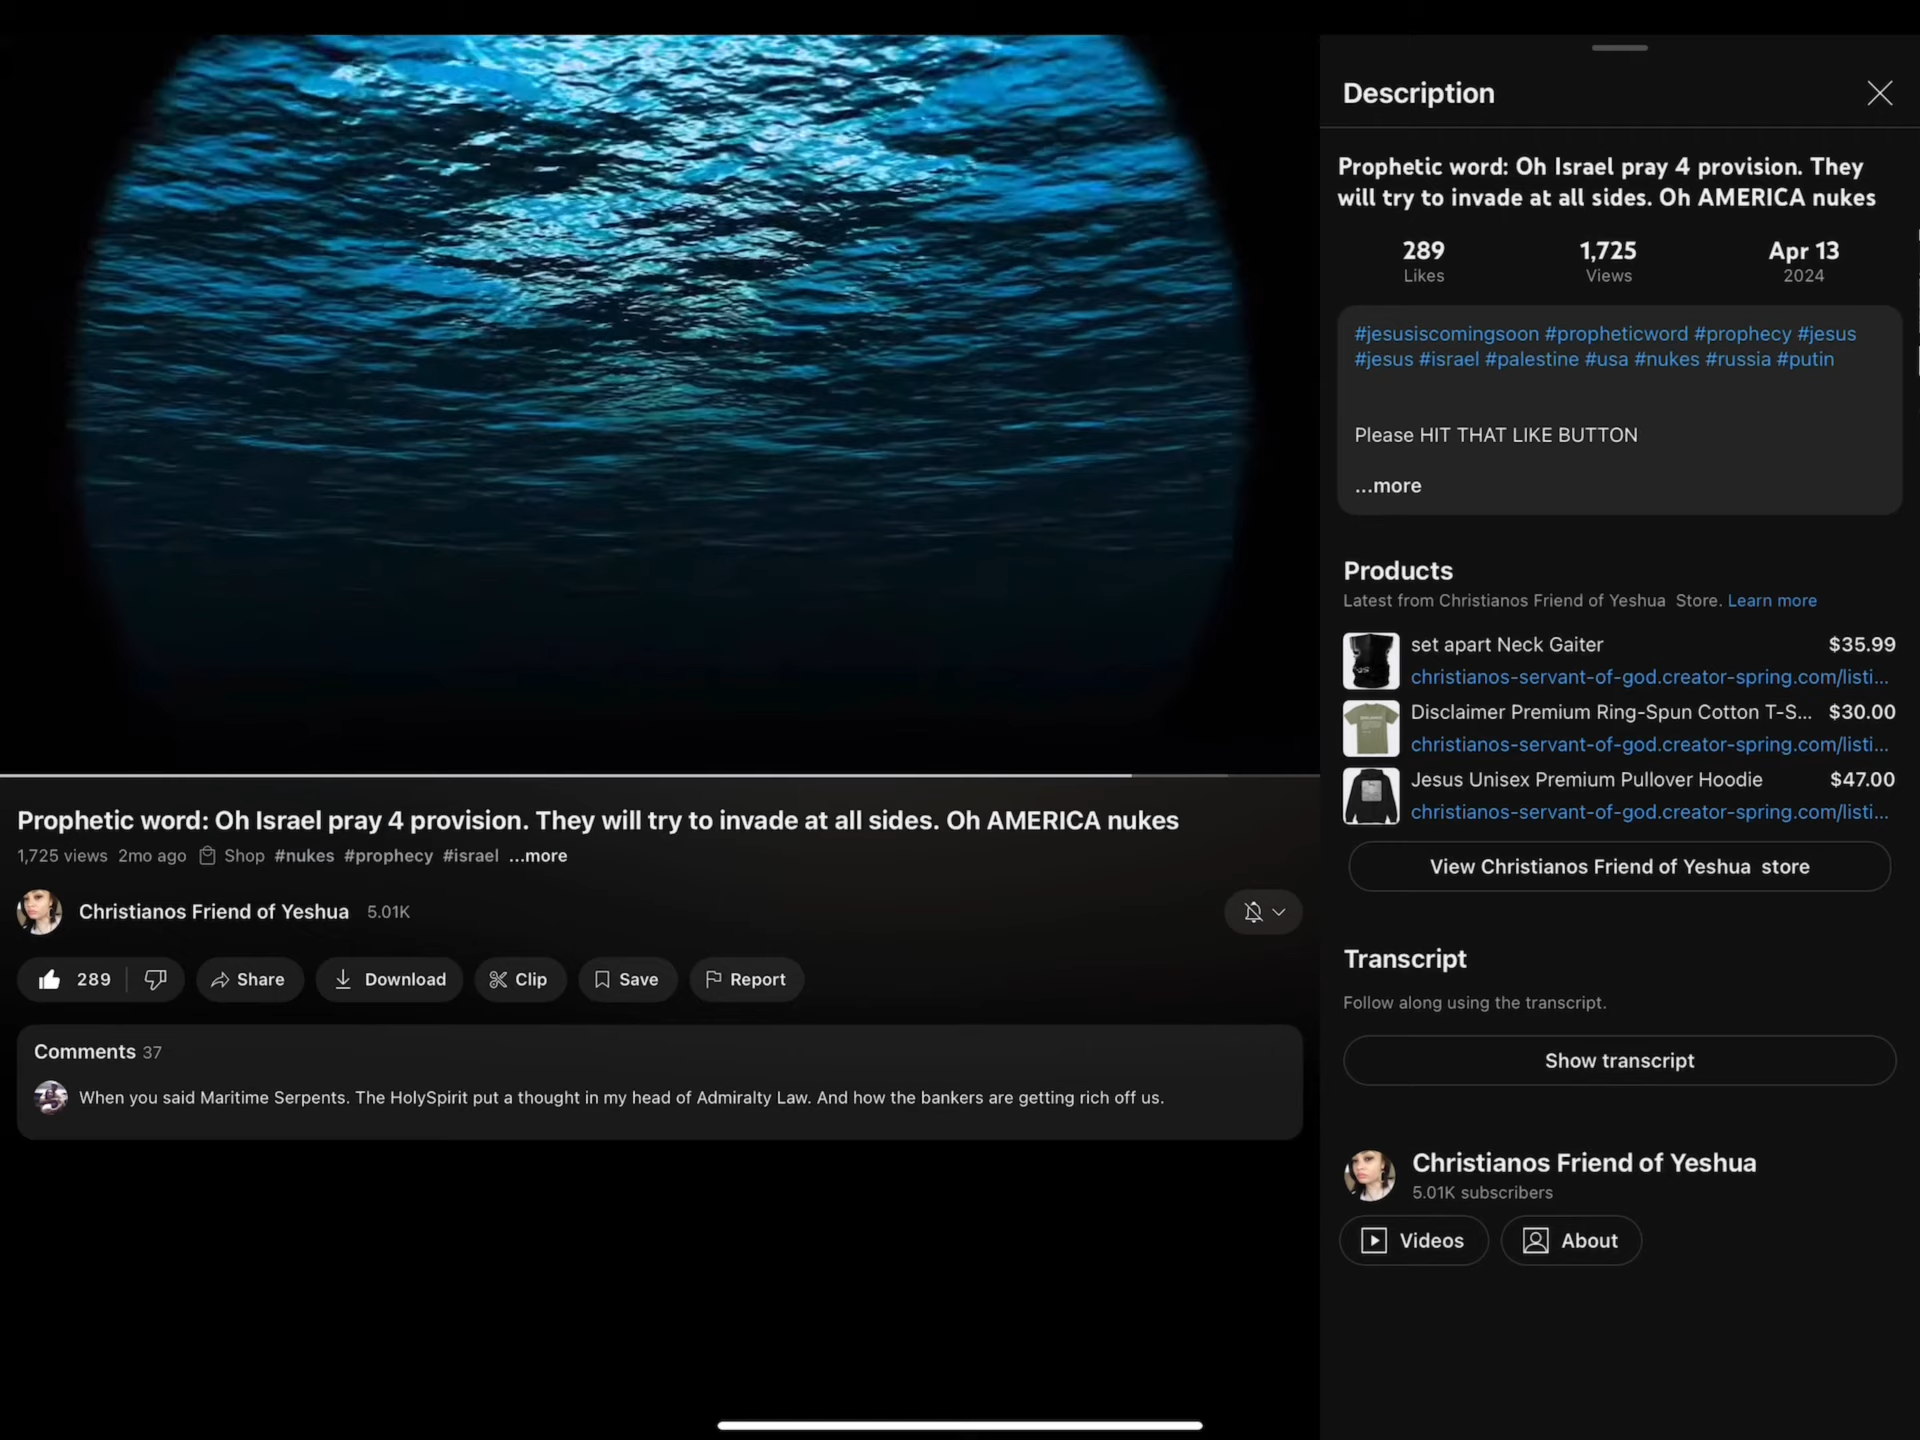 Prophetic word: Oh Israel pray 4 provision. They will try to invade at all sides. Oh AMERICA nukes
1,725 views 2mo ago Shop #nukes #prophecy #israel ...more
Christianos Friend of Yeshua 5.01K
289 Share Download Clip Save Report
Comments 37
When you said Maritime Serpents. The HolySpirit put a thought in my head of Admiralty Law. And how the bankers are getting rich off us.
Description
Prophetic word: Oh Israel pray 4 provision. They
will try to invade at all sides. Oh AMERICA nukes
289 1,725 Apr 13
Likes Views 2024
#jesusiscomingsoon #propheticword #prophecy #jesus
#jesus #israel #palestine #usa #nukes #russia #putin
Please HIT THAT LIKE BUTTON
...more
Products
Latest from Christianos Friend of Yeshua Store. Learn more
set apart Neck Gaiter $35.99
christianos-servant-of-god.creator-spring.com/listi...
Disclaimer Premium Ring-Spun Cotton T-S... $30.00
christianos-servant-of-god.creator-spring.com/listi...
Jesus Unisex Premium Pullover Hoodie $47.00
christianos-servant-of-god.creator-spring.com/listi...
View Christianos Friend of Yeshua store
Transcript
Follow along using the transcript.
Show transcript
Christianos Friend of Yeshua
5.01K subscribers
Videos About